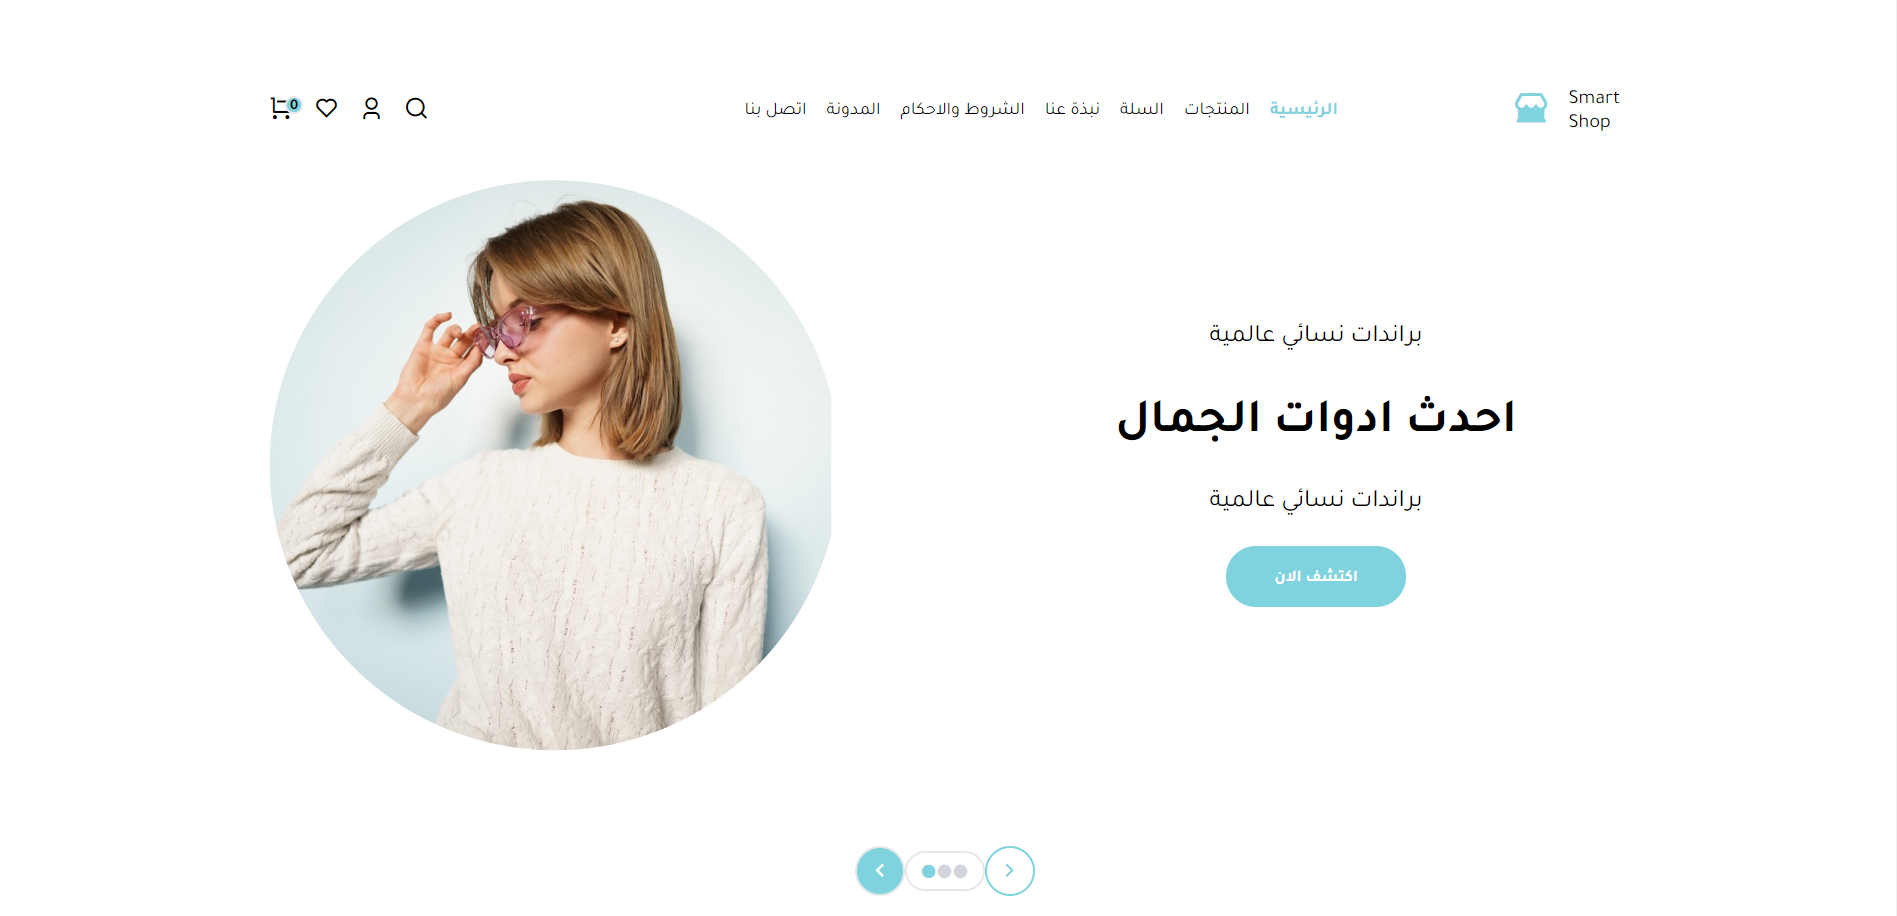 Smart
Shop
الرئيسية المنتجات السلة نبذة عنا الشروط والاحكام المدونة اتصل بنا
0
براندات نسائي عالمية
احدث ادوات الجمال
براندات نسائي عالمية
اكتشف الان